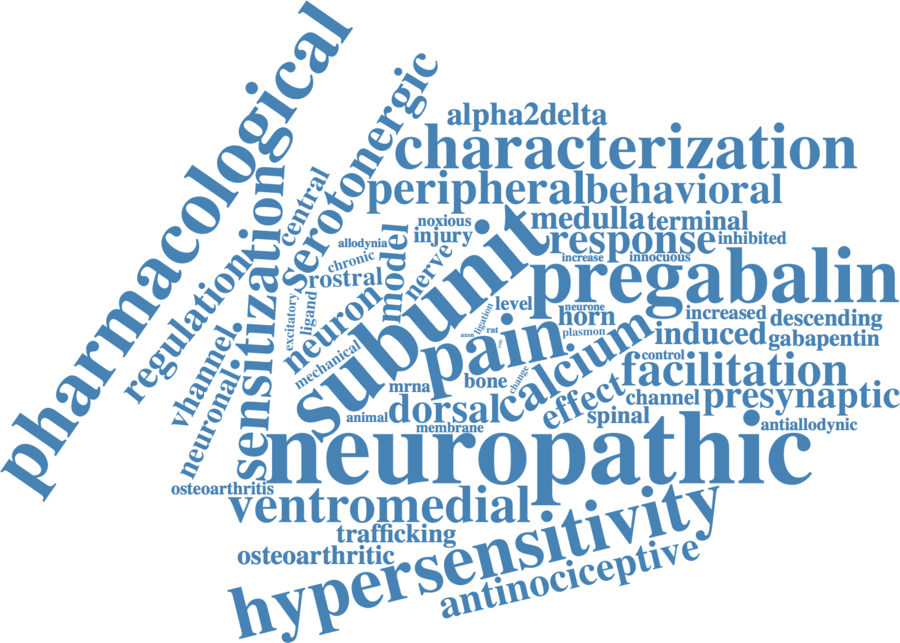 pharmacological
serotonergic
alpha2delta
characterization
peripheral
behavioral
central
noxious
medulla
terminal
injury
response
inhibited
allodynia
model
nerve
subunit
increase
innocuous
chronic
rostral
sensitization
regulation
pregabalin
excitatory
ligand
neuron
ligation
level
neurone
horn
increased
descending
axon
rat
plasmon
induced
gabapentin
vhannel
neuronal
mechanical
pain
calcium
control
facilitation
change
bone
mrna
effect
channel
presynaptic
animal
dorsal
spinal
membrane
antiallodynic
neuropathic
osteoarthritis
ventromedial
trafficking
hypersensitivity
osteoarthritic
antinociceptive